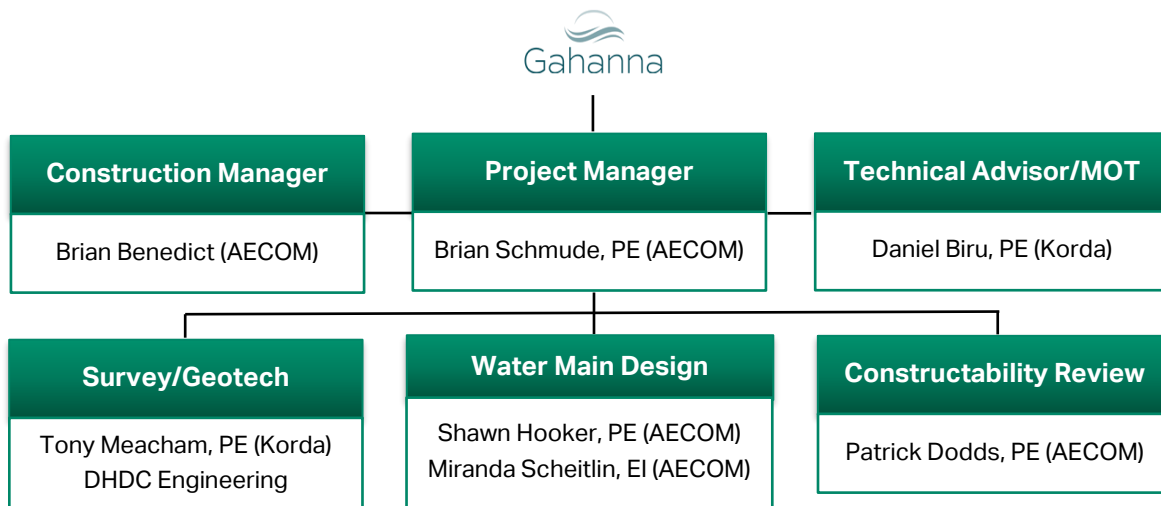 Gahanna
Construction Manager
Brian Benedict (AECOM)
Project Manager
Brian Schmude, PE (AECOM)
Technical Advisor/MOT
Daniel Biru, PE (Korda)
Survey/Geotech
Tony Meacham, PE (Korda)
DHDC Engineering
Water Main Design
Shawn Hooker, PE (AECOM)
Miranda Scheitlin, EI (AECOM)
Constructability Review
Patrick Dodds, PE (AECOM)